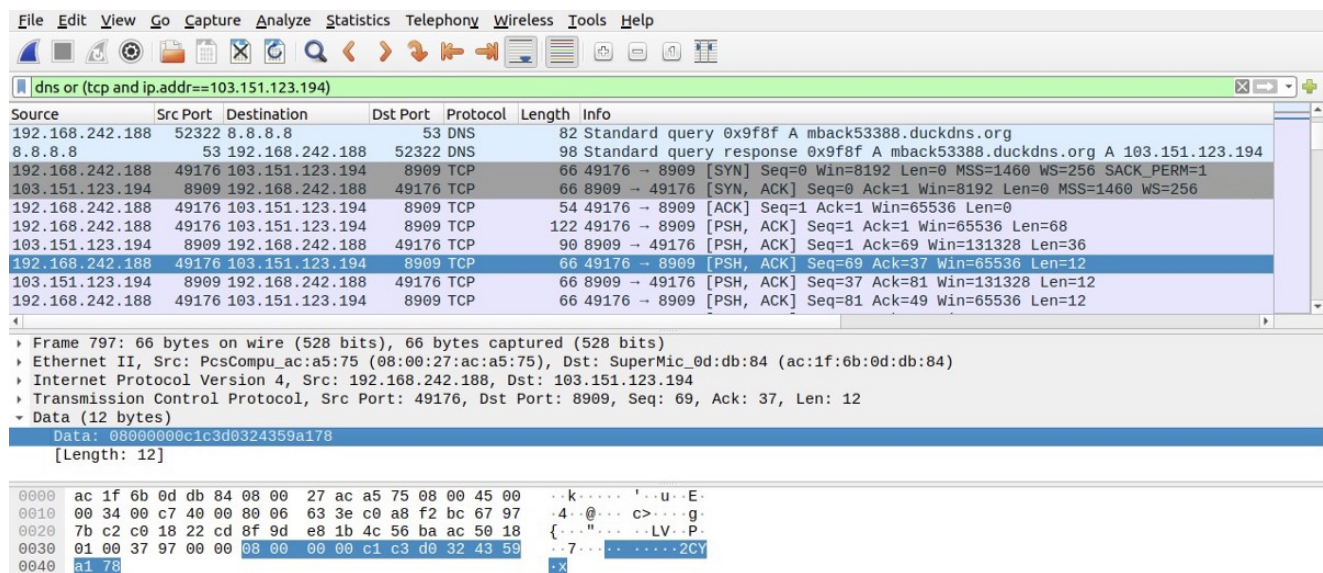 File Edit View Go Capture Analyze Statistics Telephony Wireless Tools Help
dns or (tcp and ip.addr==103.151.123.194)
Source Src Port Destination Dst Port Protocol Length Info
192.168.242.188 52322 8.8.8.8 53 DNS 82 Standard query 0x9f8f A mback53388.duckdns.org
8.8.8.8 53 192.168.242.188 52322 DNS 98 Standard query response 0x9f8f A mback53388.duckdns.org A 103.151.123.194
192.168.242.188 49176 103.151.123.194 8909 TCP 66 49176 → 8909 [SYN] Seq=0 Win=8192 Len=0 MSS=1460 WS=256 SACK_PERM=1
103.151.123.194 8909 192.168.242.188 49176 TCP 66 8909 → 49176 [SYN, ACK] Seq=0 Ack=1 Win=8192 Len=0 MSS=1460 WS=256
192.168.242.188 49176 103.151.123.194 8909 TCP 54 49176 → 8909 [ACK] Seq=1 Ack=1 Win=65536 Len=0
192.168.242.188 49176 103.151.123.194 8909 TCP 122 49176 → 8909 [PSH, ACK] Seq=1 Ack=1 Win=65536 Len=68
103.151.123.194 8909 192.168.242.188 49176 TCP 90 8909 → 49176 [PSH, ACK] Seq=1 Ack=69 Win=131328 Len=36
192.168.242.188 49176 103.151.123.194 8909 TCP 66 49176 → 8909 [PSH, ACK] Seq=69 Ack=37 Win=65536 Len=12
103.151.123.194 8909 192.168.242.188 49176 TCP 66 8909 → 49176 [PSH, ACK] Seq=37 Ack=81 Win=131328 Len=12
192.168.242.188 49176 103.151.123.194 8909 TCP 66 49176 → 8909 [PSH, ACK] Seq=81 Ack=49 Win=65536 Len=12
Frame 797: 66 bytes on wire (528 bits), 66 bytes captured (528 bits)
Ethernet II, Src: PcsCompu_ac:a5:75 (08:00:27:ac:a5:75), Dst: SuperMic_0d:db:84 (ac:1f:6b:0d:db:84)
Internet Protocol Version 4, Src: 192.168.242.188, Dst: 103.151.123.194
Transmission Control Protocol, Src Port: 49176, Dst Port: 8909, Seq: 69, Ack: 37, Len: 12
Data (12 bytes)
Data: 08000000c1c3d0324359a178
[Length: 12]
0000 ac 1f 6b 0d db 84 08 00 27 ac a5 75 08 00 45 00 ··k····· '··u··E·
0010 00 34 00 c7 40 00 80 06 63 3e c0 a8 f2 bc 67 97 ·4··@··· c>····g·
0020 7b c2 c0 18 22 cd 8f 9d e8 1b 4c 56 ba ac 50 18 {···"··· ··LV··P·
0030 01 00 37 97 00 00 08 00 00 00 c1 c3 d0 32 43 59 ··7····· ·····2CY
0040 a1 78 ·x